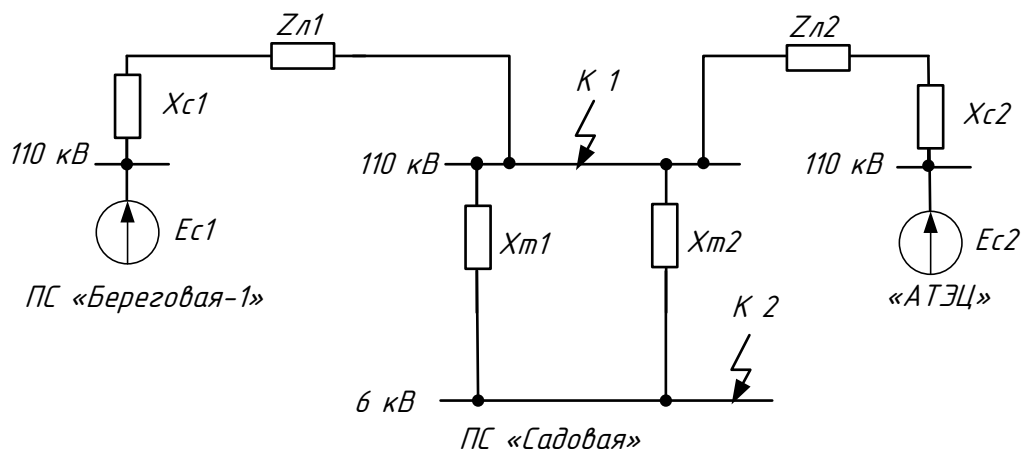 Zл1
Zл2
К 1
Xc1
Xc2
110 кВ
110 кВ
110 кВ
Ec1
Xт1
Xт2
Ec2
ПС «Береговая-1»
«АТЭЦ»
К 2
6 кВ
ПС «Садовая»